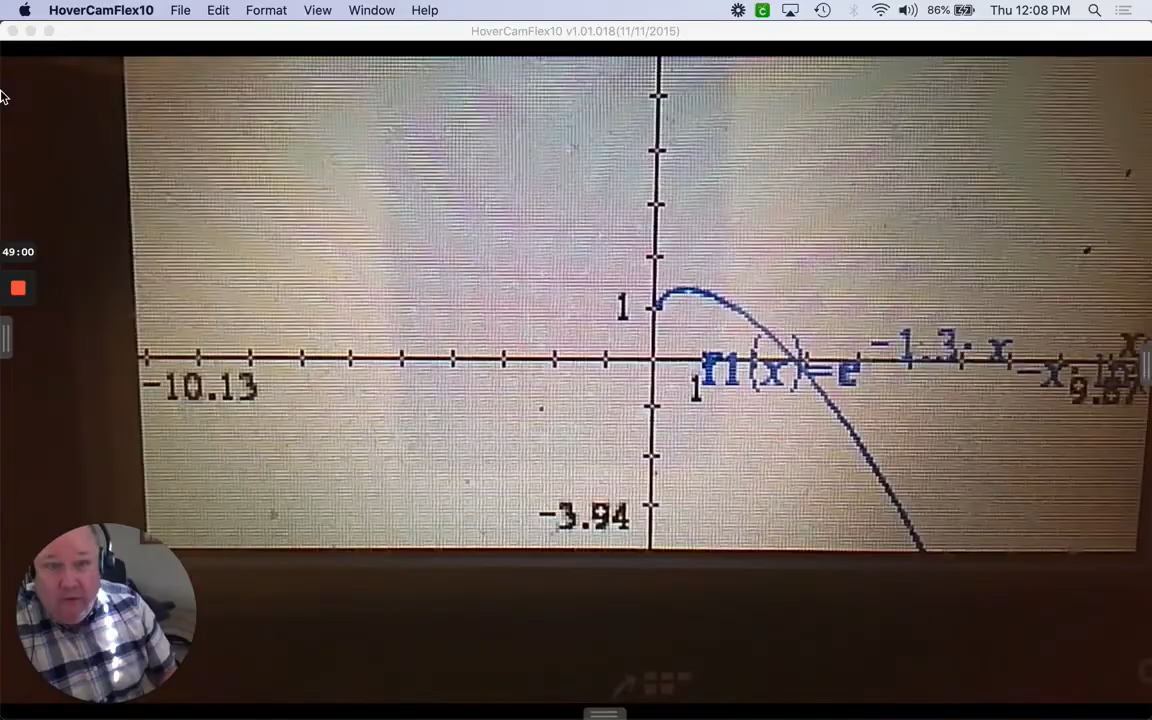 HoverCamFlex10 File Edit Format View Window Help 86% Thu 12:08 PM
HoverCamFlex10 v1.01.018(11/11/2015)
49:00
1
f1(x)=e
-1.3·x
-x·
-10.13
1
-3.94